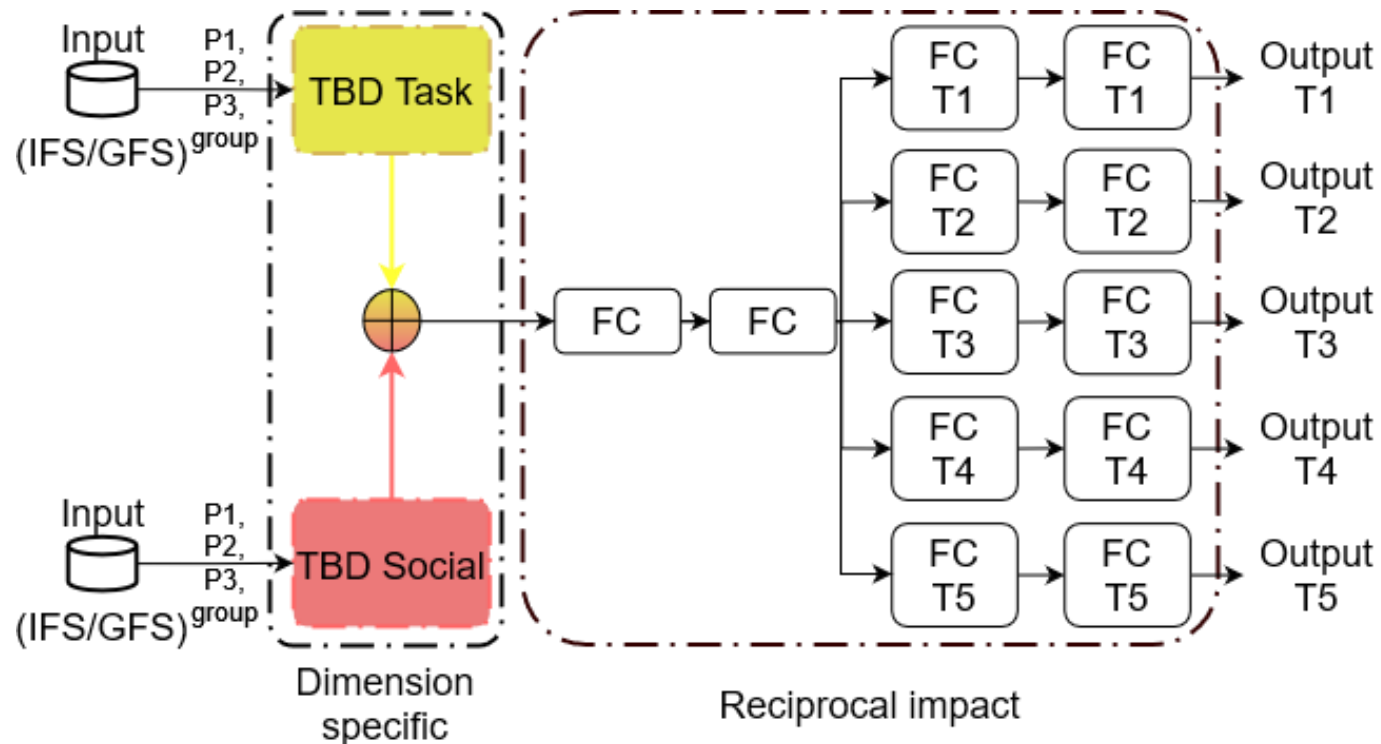 Input
(IFS/GFS)
P1,
P2,
P3,
group
TBD Task
Input
(IFS/GFS)
P1,
P2,
P3,
group
TBD Social
Dimension
specific
FC
FC
FC
T1
FC
T1
Output
T1
FC
T2
FC
T2
Output
T2
FC
T3
FC
T3
Output
T3
FC
T4
FC
T4
Output
T4
FC
T5
FC
T5
Output
T5
Reciprocal impact